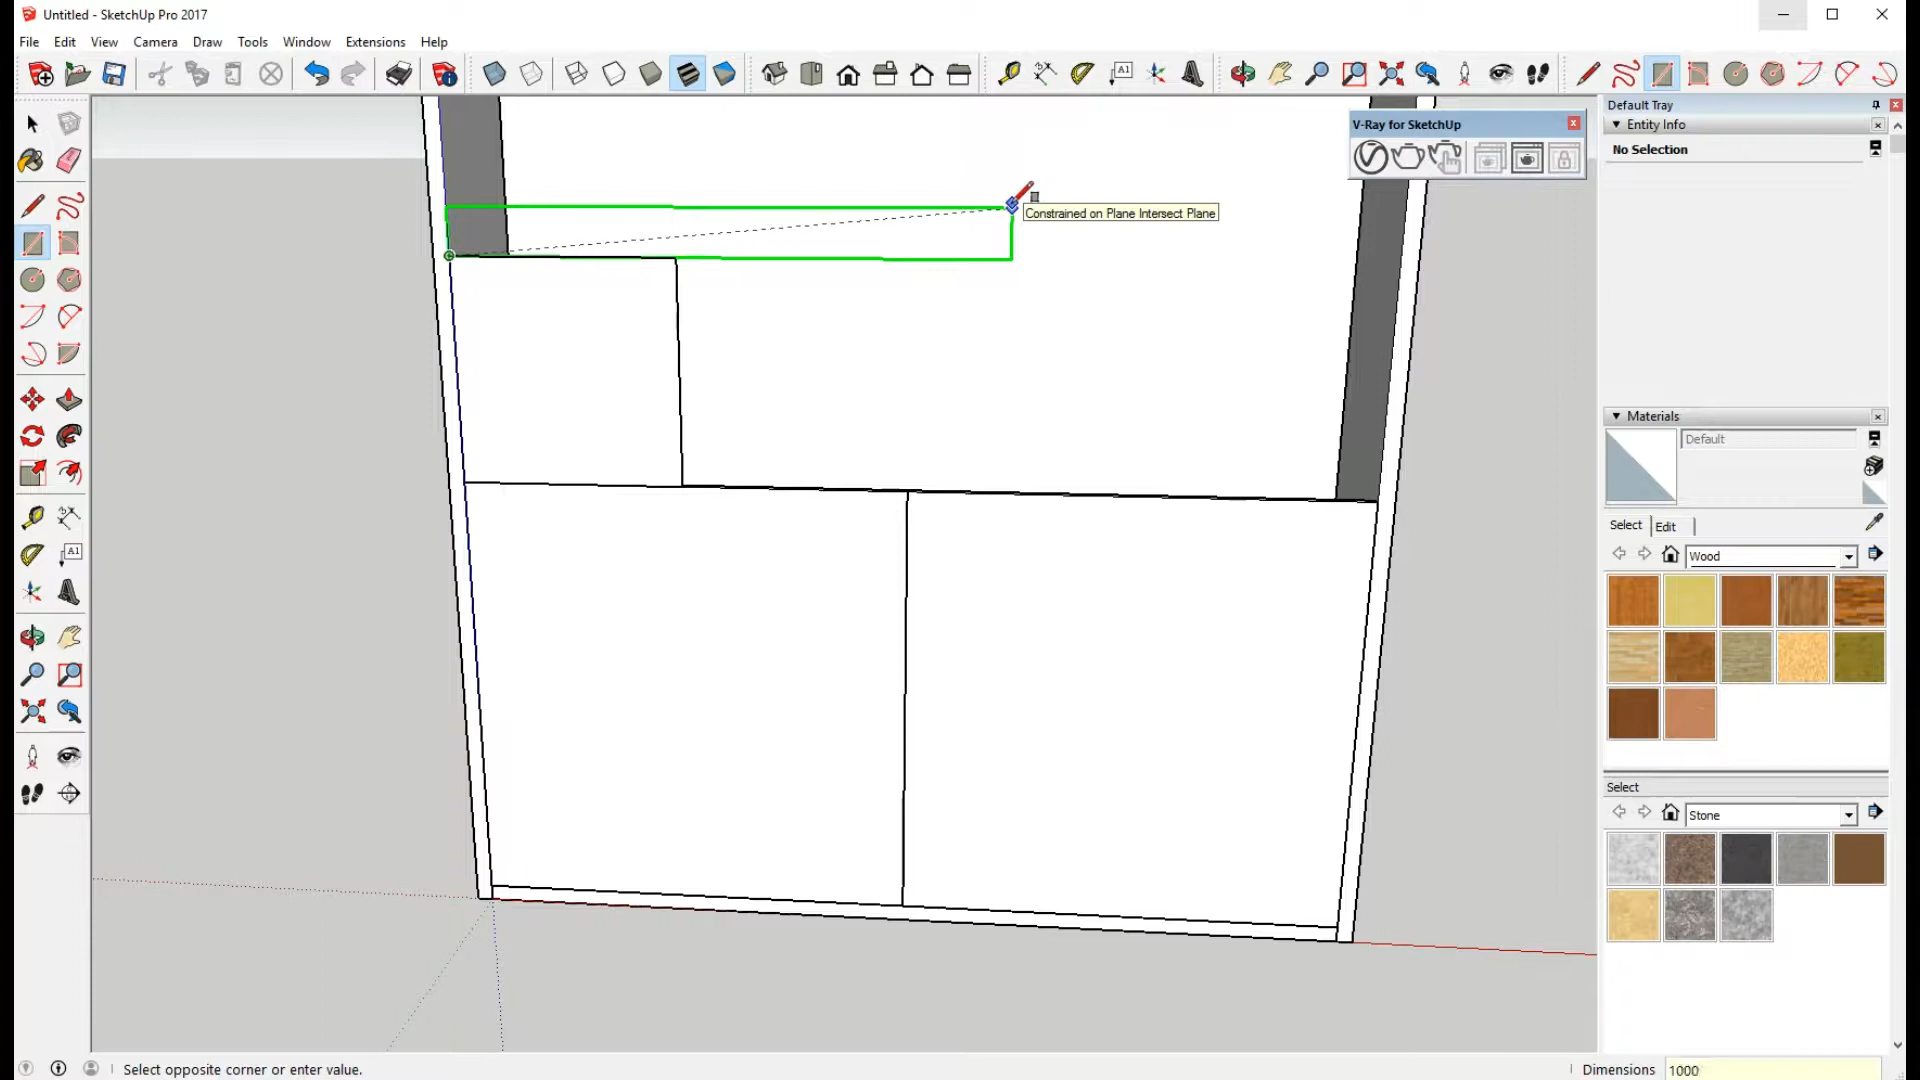 Untitled - SketchUp Pro 2017
File Edit View Camera Draw Tools Window Extensions Help
A1
Default Tray
V-Ray for SketchUp
Entity Info
No Selection
Constrained on Plane Intersect Plane
Materials
Default
Select Edit
A1
Wood
Select
Stone
Select opposite corner or enter value.
Dimensions 1000